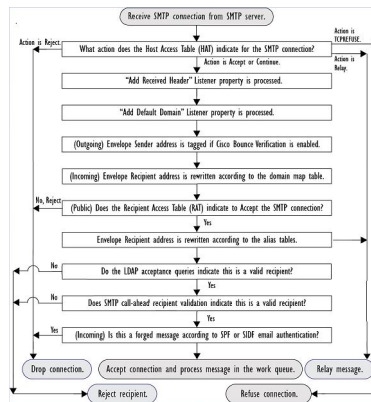 Receive SMTP connection from SMTP server.
Action is Reject.
What action does the Host Access Table (HAT) indicate for the SMTP connection?
Action is
TCPREFUSE.
Action is Accept or Continue.
Action is
Relay.
"Add Received Header" Listener property is processed.
"Add Default Domain" Listener property is processed.
(Outgoing) Envelope Sender address is tagged if Cisco Bounce Verification is enabled.
(Incoming) Envelope Recipient address is rewritten according to the domain map table.
No, Reject
(Public) Does the Recipient Access Table (RAT) indicate to Accept the SMTP connection?
Yes
Envelope Recipient address is rewritten according to the alias tables.
No
Do the LDAP acceptance queries indicate this is a valid recipient?
Yes
No
Does SMTP call-ahead recipient validation indicate this is a valid recipient?
Yes
Yes
(Incoming) Is this a forged message according to SPF or SIDF email authentication?
Drop connection.
Accept connection and process message in the work queue.
Relay message.
Reject recipient.
Refuse connection.